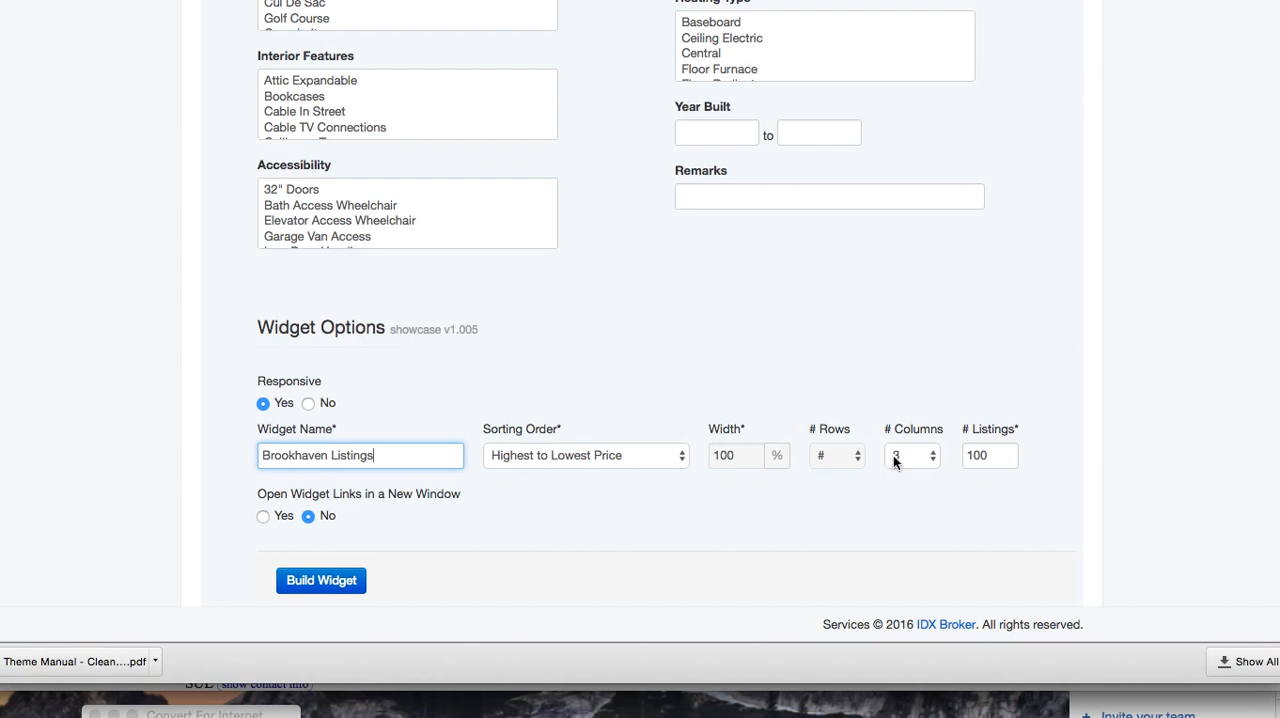 Cul De Sac
Golf Course
Interior Features
Attic Expandable
Bookcases
Cable In Street
Cable TV Connections
Accessibility
32" Doors
Bath Access Wheelchair
Elevator Access Wheelchair
Garage Van Access
Heating Type
Baseboard
Ceiling Electric
Central
Floor Furnace
Year Built
to
Remarks
Widget Options showcase v1.005
Responsive
Yes No
Widget Name* Sorting Order* Width* # Rows # Columns # Listings*
Brookhaven Listings Highest to Lowest Price 100 % # 3 100
Open Widget Links in a New Window
Yes No
Build Widget
Services © 2016 IDX Broker. All rights reserved.
Theme Manual - Clean....pdf Show All
(show contact info)
Convert For Internet
+ Invite your team